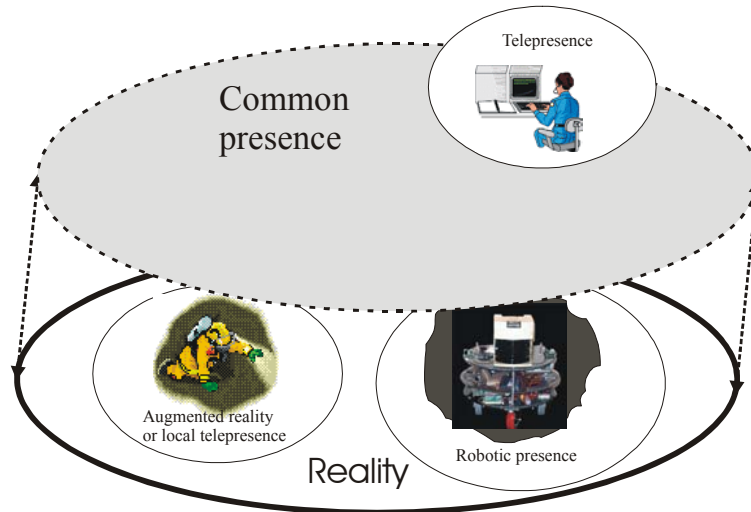 Telepresence
Common
presence
Augmented reality
or local telepresence
Robotic presence
Reality